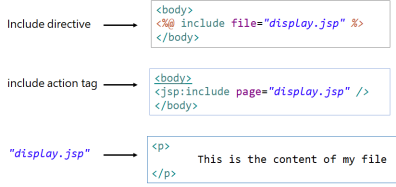 <body>
Include directive
<%@ include file="display.jsp" %>
</body>
<body>
include action tag
<jsp:include page="display.jsp" />
</body>
"display.jsp"
<p>
This is the content of my file
</p>